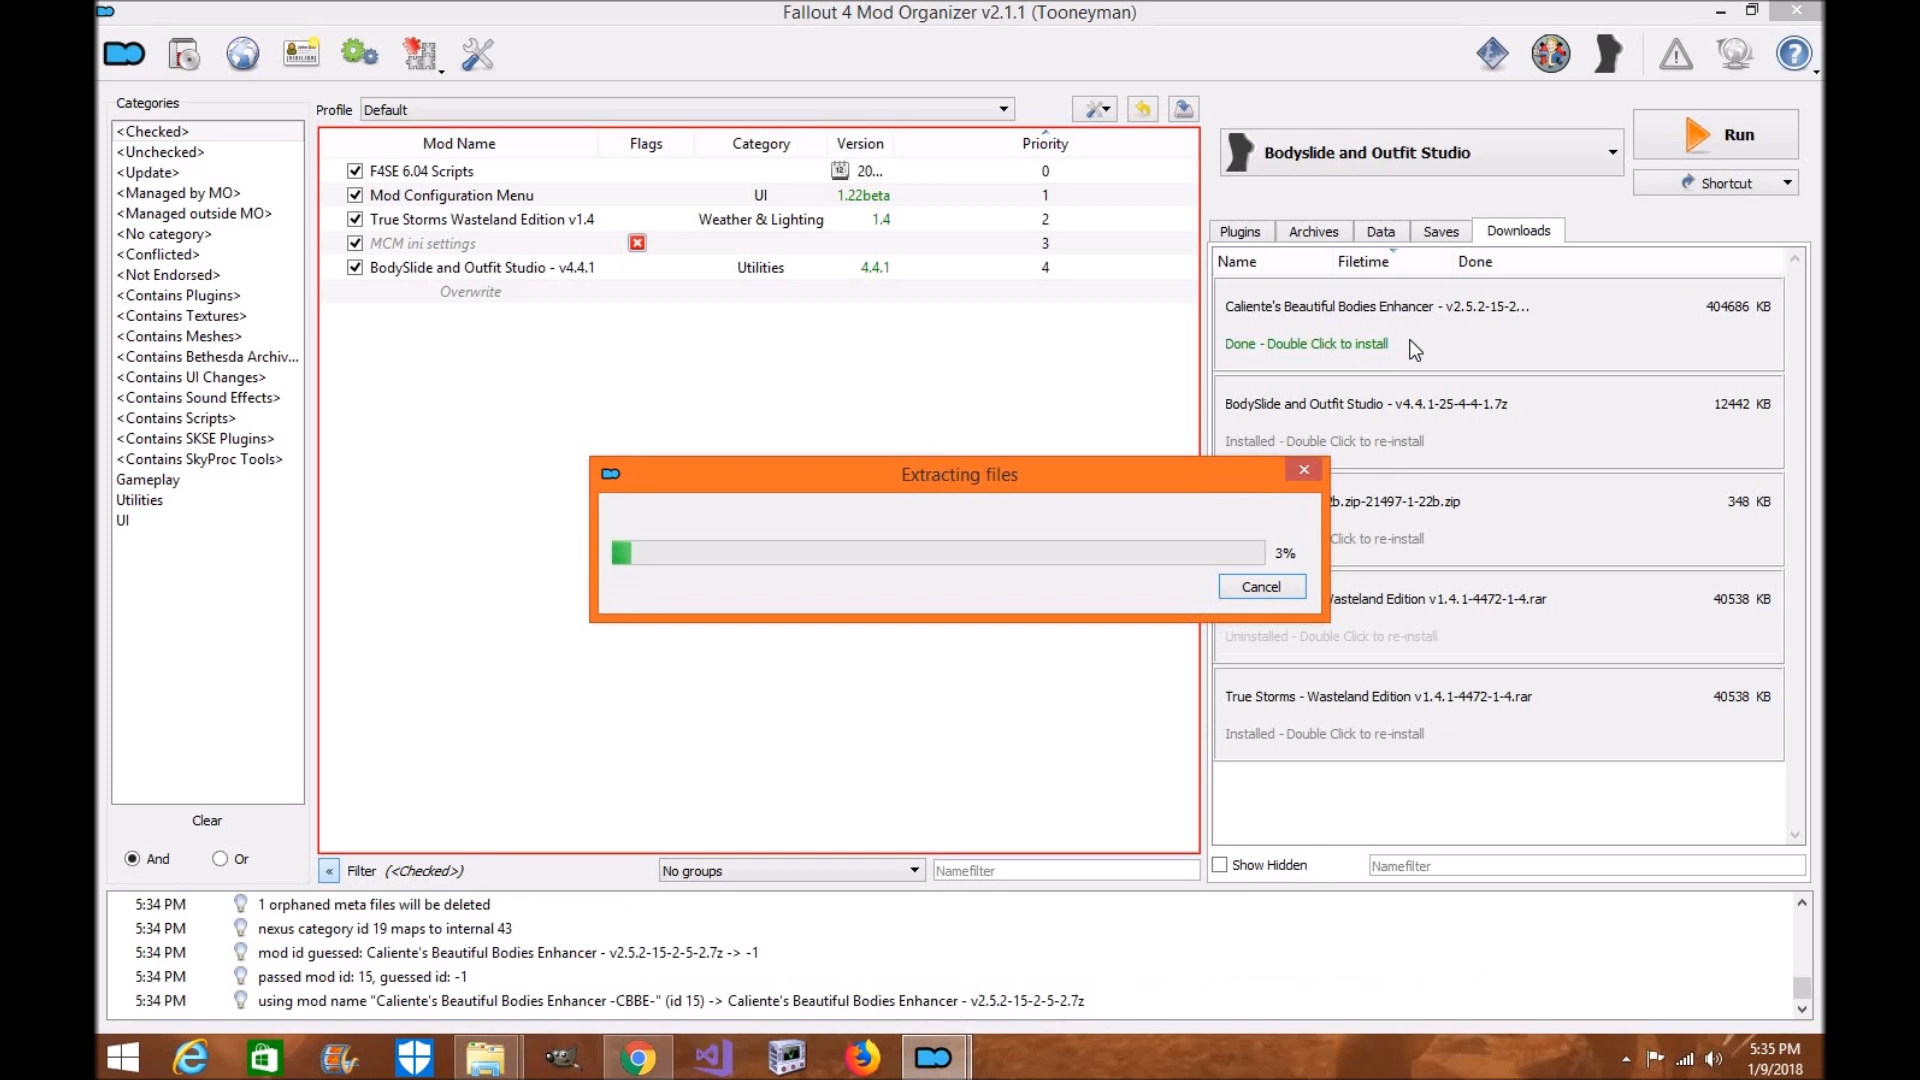 Fallout 4 Mod Organizer v2.1.1 (Tooneyman)
Categories
<Checked>
<Unchecked>
<Update>
<Managed by MO>
<Managed outside MO>
<No category>
<Conflicted>
<Not Endorsed>
<Contains Plugins>
<Contains Textures>
<Contains Meshes>
<Contains Bethesda Archiv...
<Contains UI Changes>
<Contains Sound Effects>
<Contains Scripts>
<Contains SKSE Plugins>
<Contains SkyProc Tools>
Gameplay
Utilities
UI
Clear
And Or
Profile Default
Mod Name Flags Category Version Priority
F4SE 6.04 Scripts 20... 0
Mod Configuration Menu UI 1.22beta 1
True Storms Wasteland Edition v1.4 Weather & Lighting 1.4 2
MCM ini settings 3
BodySlide and Outfit Studio - v4.4.1 Utilities 4.4.1 4
Overwrite
« Filter (<Checked>) No groups Namefilter
Bodyslide and Outfit Studio
Run
Shortcut
Plugins Archives Data Saves Downloads
Name Filetime Done
Caliente's Beautiful Bodies Enhancer - v2.5.2-15-2... 404686 KB
Done - Double Click to install
BodySlide and Outfit Studio - v4.4.1-25-4-4-1.7z 12442 KB
Installed - Double Click to re-install
2b.zip-21497-1-22b.zip 348 KB
Click to re-install
Wasteland Edition v1.4.1-4472-1-4.rar 40538 KB
Uninstalled - Double Click to re-install
True Storms - Wasteland Edition v1.4.1-4472-1-4.rar 40538 KB
Installed - Double Click to re-install
Show Hidden Namefilter
Extracting files
3%
Cancel
5:34 PM 1 orphaned meta files will be deleted
5:34 PM nexus category id 19 maps to internal 43
5:34 PM mod id guessed: Caliente's Beautiful Bodies Enhancer - v2.5.2-15-2-5-2.7z -> -1
5:34 PM passed mod id: 15, guessed id: -1
5:34 PM using mod name "Caliente's Beautiful Bodies Enhancer -CBBE-" (id 15) -> Caliente's Beautiful Bodies Enhancer - v2.5.2-15-2-5-2.7z
5:35 PM
1/9/2018